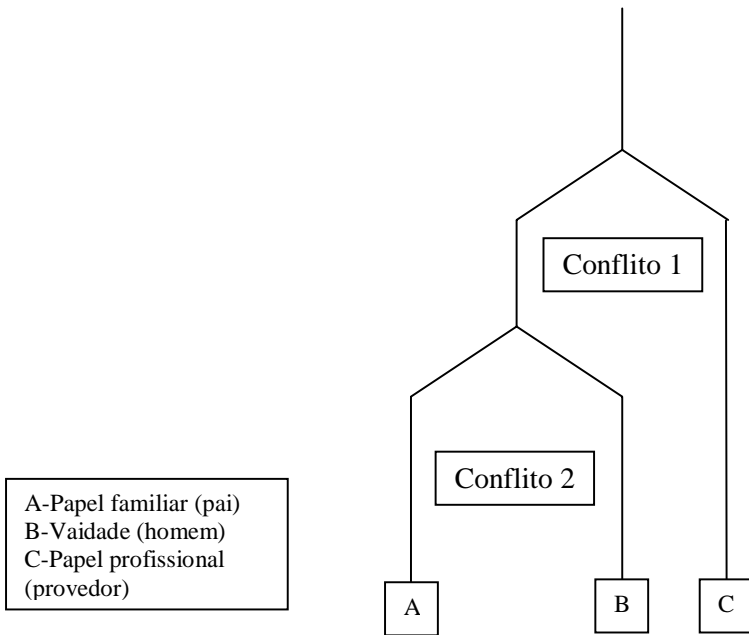 Conflito 1
Conflito 2
A-Papel familiar (pai)
B-Vaidade (homem)
C-Papel profissional
(provedor)
A
B
C